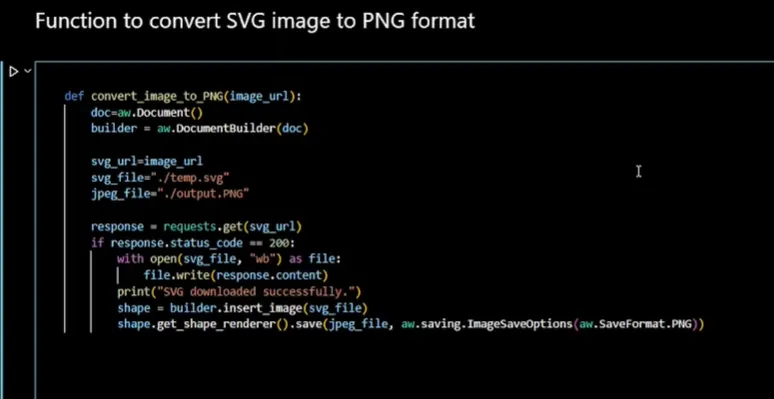 Function to convert SVG image to PNG format
def convert_image_to_PNG(image_url):
doc=aw.Document()
builder = aw.DocumentBuilder(doc)
svg_url=image_url
svg_file="./temp.svg"
jpeg_file="./output.PNG"
response = requests.get(svg_url)
if response.status_code == 200:
with open(svg_file, "wb") as file:
file.write(response.content)
print("SVG downloaded successfully.")
shape = builder.insert_image(svg_file)
shape.get_shape_renderer().save(jpeg_file, aw.saving.ImageSaveOptions(aw.SaveFormat.PNG))